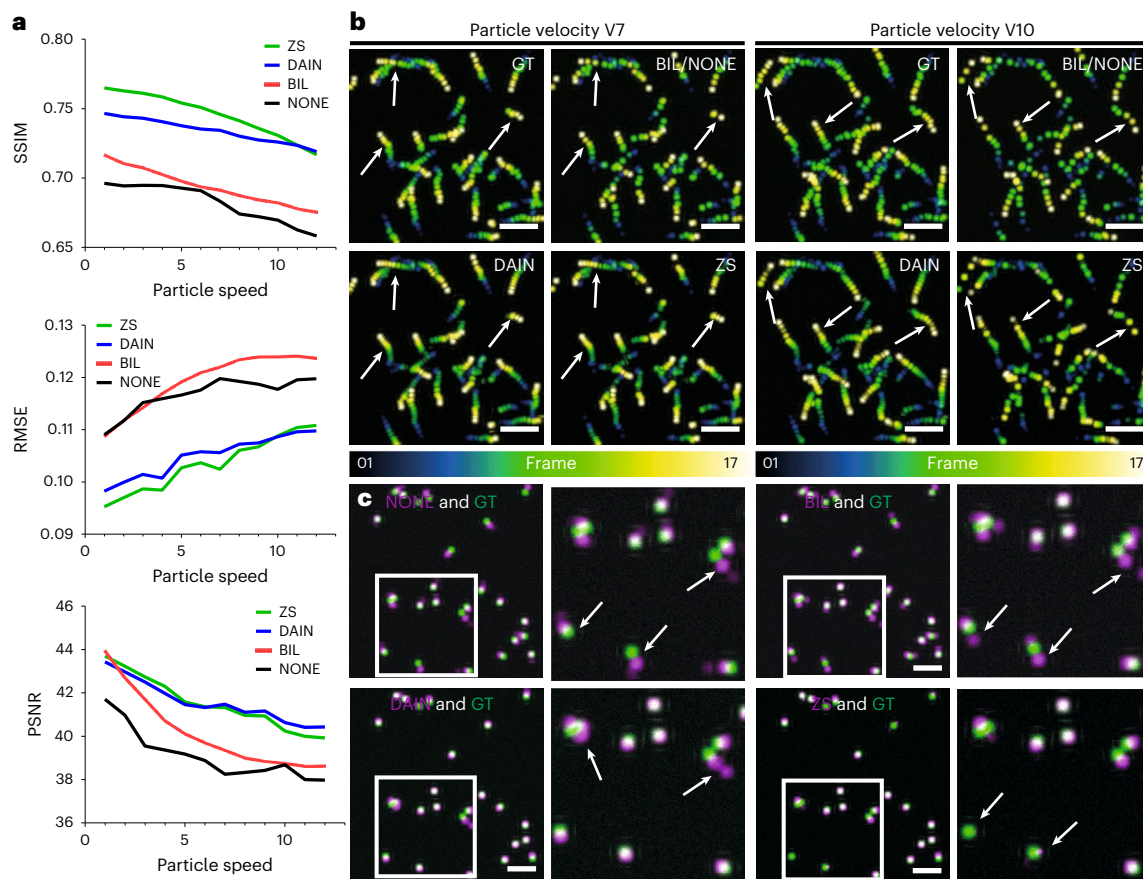 a
0.80
0.75
0.70
0.65
SSIM
ZS
DAIN
BIL
NONE
0 5 10
Particle speed
0.13
0.12
0.11
0.10
0.09
RMSE
ZS
DAIN
BIL
NONE
0 5 10
Particle speed
46
44
42
40
38
36
PSNR
ZS
DAIN
BIL
NONE
0 5 10
Particle speed
b
Particle velocity V7
Particle velocity V10
GT
BIL/NONE
GT
BIL/NONE
DAIN
ZS
DAIN
ZS
01 Frame 17
01 Frame 17
c
NONE and GT
BIL and GT
DAIN and GT
ZS and GT